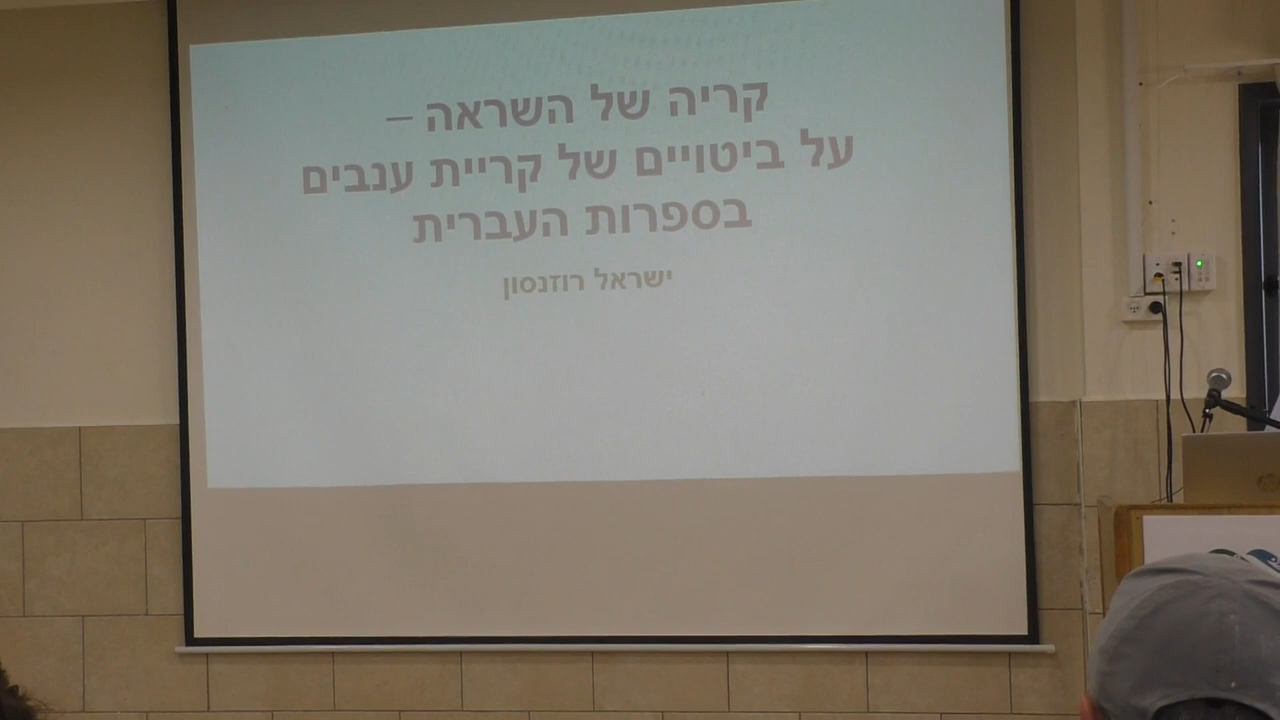 קריה של השראה –
על ביטויים של קריית ענבים
בספרות העברית
ישראל רוזנסון